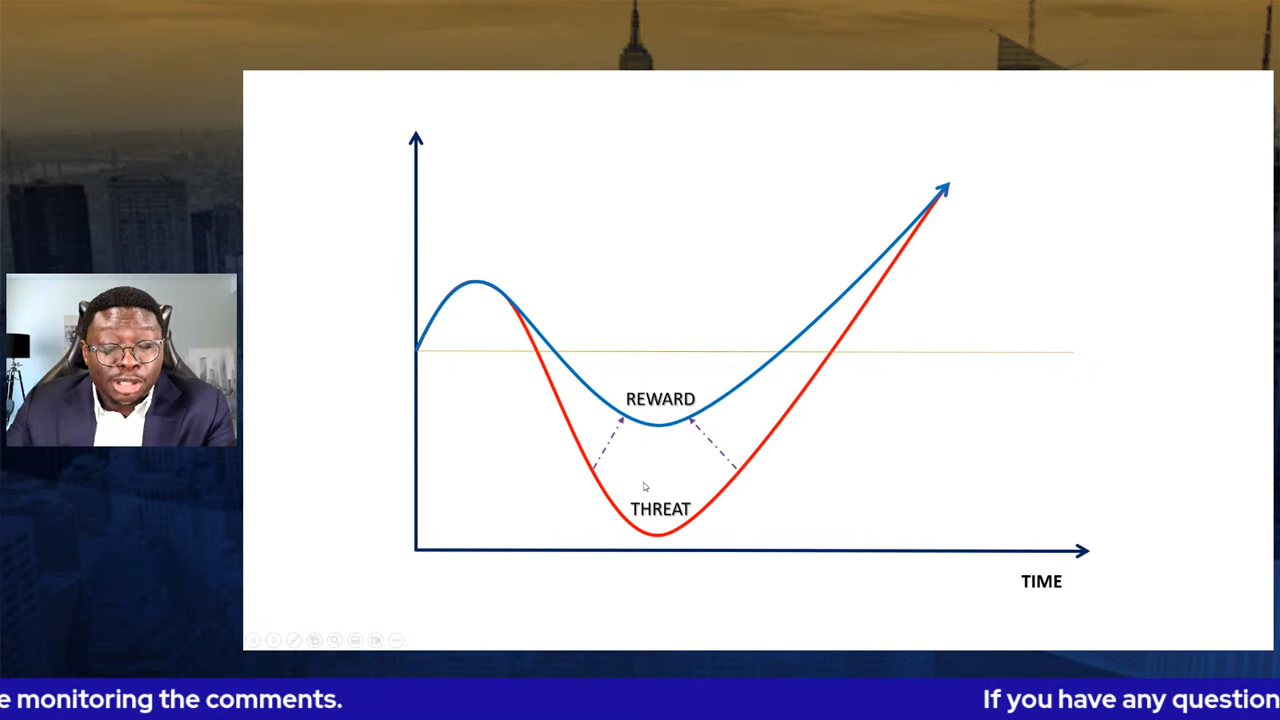 REWARD
THREAT
TIME
e monitoring the comments.
If you have any question